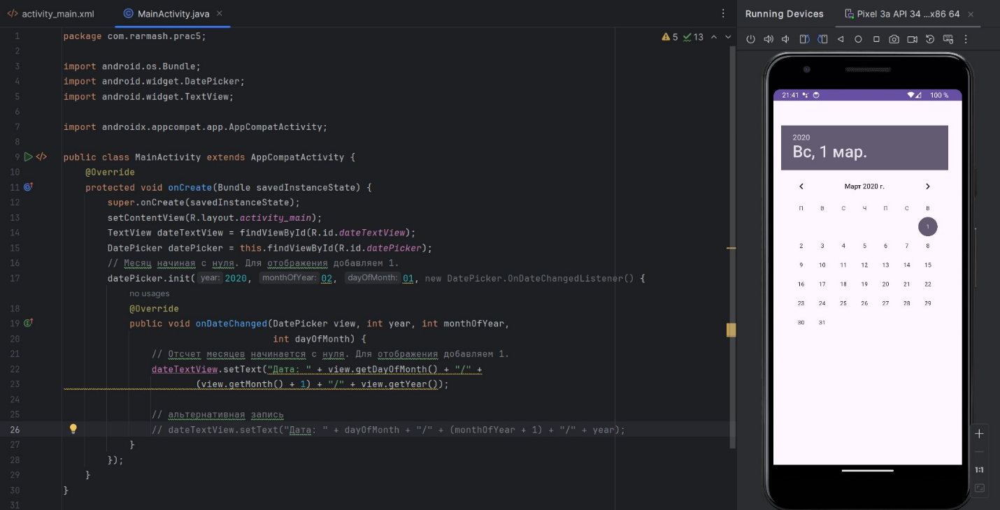 activity_main.xml
MainActivity.java
Running Devices
Pixel 3a API 34 ...x86 64
5 13
1 package com.rarmash.prac5;
2
3 import android.os.Bundle;
4 import android.widget.DatePicker;
5 import android.widget.TextView;
6
7 import androidx.appcompat.app.AppCompatActivity;
8
9 public class MainActivity extends AppCompatActivity {
10 @Override
11 protected void onCreate(Bundle savedInstanceState) {
12 super.onCreate(savedInstanceState);
13 setContentView(R.layout.activity_main);
14 TextView dateTextView = findViewById(R.id.dateTextView);
15 DatePicker datePicker = this.findViewById(R.id.datePicker);
16 // Месяц начиная с нуля. Для отображения добавляем 1.
17 datePicker.init( year: 2020, monthOfYear: 02, dayOfMonth: 01, new DatePicker.OnDateChangedListener() {
no usages
18 @Override
19 public void onDateChanged(DatePicker view, int year, int monthOfYear,
20 int dayOfMonth) {
21 // Отсчет месяцев начинается с нуля. Для отображения добавляем 1.
22 dateTextView.setText("Дата: " + view.getDayOfMonth() + "/" +
23 (view.getMonth() + 1) + "/" + view.getYear());
24
25 // альтернативная запись
26 // dateTextView.setText("Дата: " + dayOfMonth + "/" + (monthOfYear + 1) + "/" + year);
27 }
28 });
29 }
30 }
31
21:41 100 %
2020
Вс, 1 мар.
Март 2020 г.
П В С Ч П С В
1
2 3 4 5 6 7 8
9 10 11 12 13 14 15
16 17 18 19 20 21 22
23 24 25 26 27 28 29
30 31
1:1